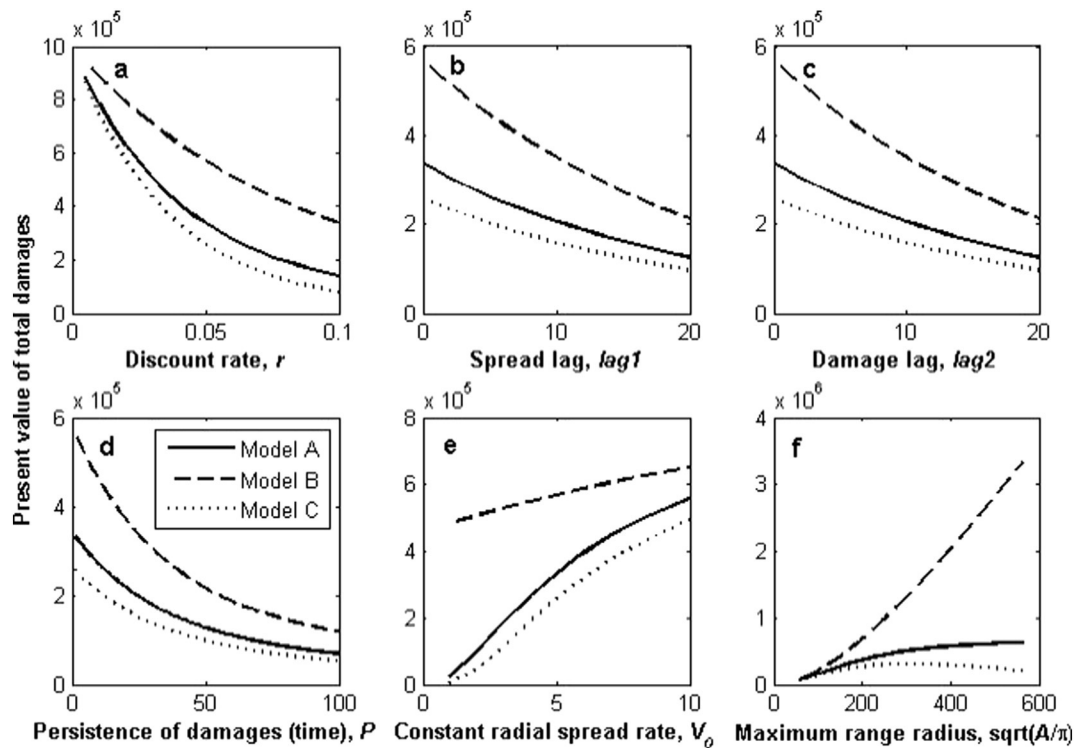 Present value of total damages
x 10^5
a
10
8
6
4
2
0
0
0.05
0.1
Discount rate, r
x 10^5
b
6
4
2
0
0
10
20
Spread lag, lag1
x 10^5
c
6
4
2
0
0
10
20
Damage lag, lag2
x 10^5
d
6
4
2
0
0
50
100
Model A
Model B
Model C
Persistence of damages (time), P
x 10^5
e
8
6
4
2
0
0
5
10
Constant radial spread rate, V_0
x 10^6
f
4
3
2
1
0
0
200
400
600
Maximum range radius, sqrt(A/π)